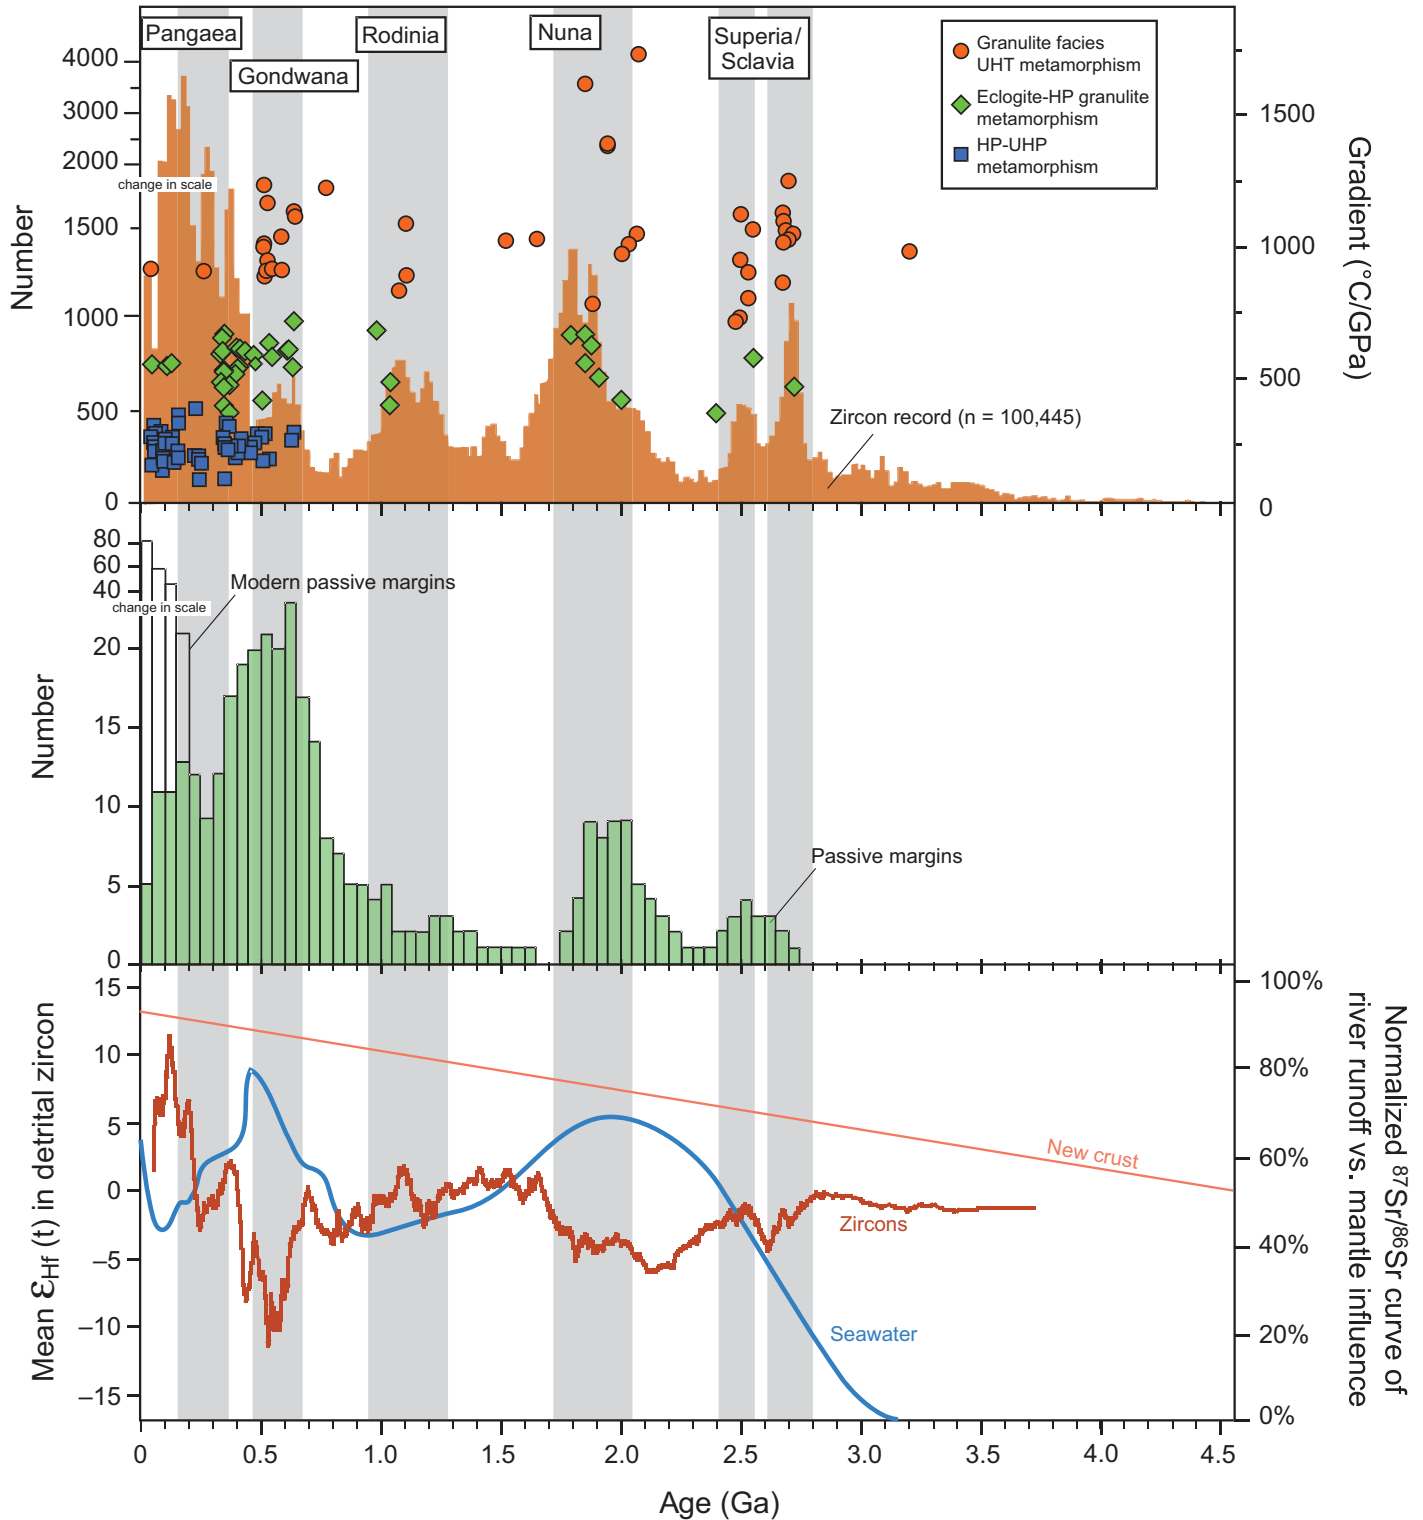 Pangaea
Gondwana
Rodinia
Nuna
Superia/
Sclavia
Granulite facies
UHT metamorphism
Eclogite-HP granulite
metamorphism
HP-UHP
metamorphism
4000
3000
2000
change in scale
1500
1000
500
0
Number
Number
1500
1000
500
0
Gradient (°C/GPa)
Zircon record (n = 100,445)
80
60
40
change in scale
20
15
10
5
0
Number
Modern passive margins
Passive margins
15
10
5
0
–5
–10
–15
Mean εHf (t) in detrital zircon
100%
80%
60%
40%
20%
0%
Normalized ⁸⁷Sr/⁸⁶Sr curve of
river runoff vs. mantle influence
New crust
Zircons
Seawater
0
0.5
1.0
1.5
2.0
2.5
3.0
3.5
4.0
4.5
Age (Ga)